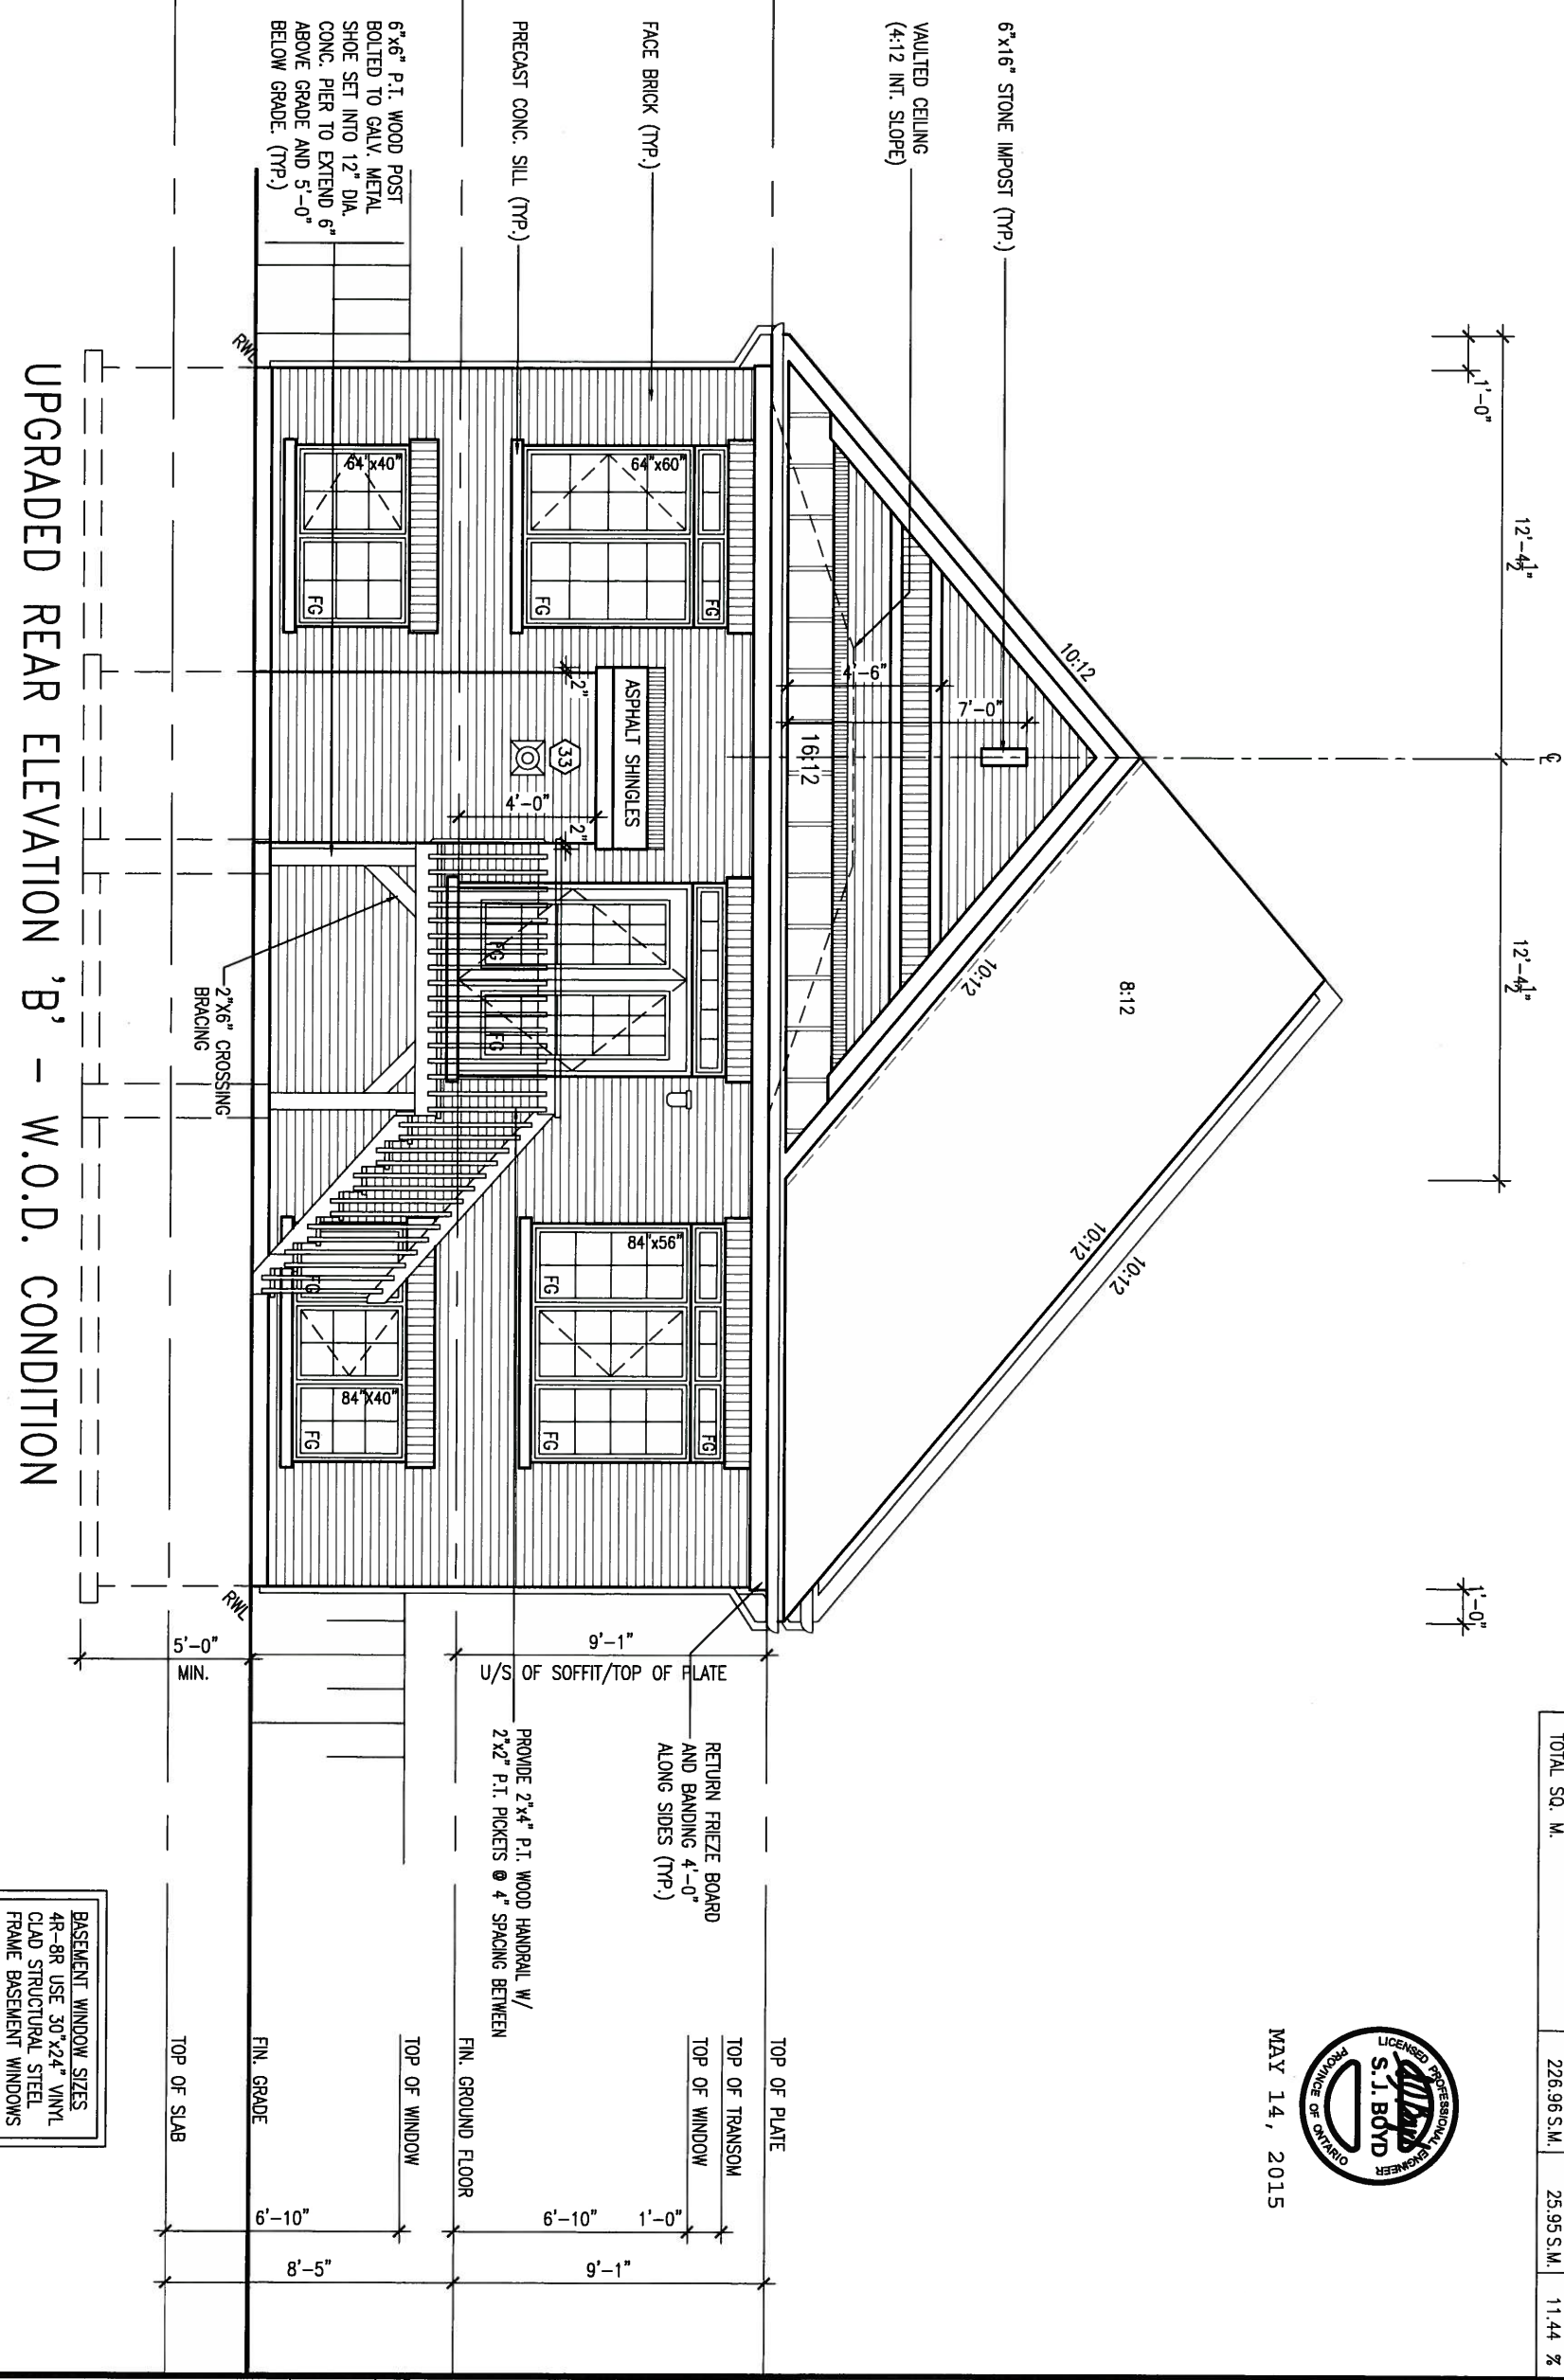 TOTAL SQ. M. 226.96 S.M. 25.95 S.M. 11.44 %
LICENSED PROFESSIONAL ENGINEER
S. J. BOYD
PROVINCE OF ONTARIO
MAY 14, 2015
12'-4½" 12'-4½"
1'-0" 1'-0"
6"x16" STONE IMPOST (TYP.)
VAULTED CEILING
(4:12 INT. SLOPE)
FACE BRICK (TYP.)
PRECAST CONC. SILL (TYP.)
6"x6" P.T. WOOD POST
BOLTED TO GALV. METAL
SHOE SET INTO 12" DIA.
CONC. PIER TO EXTEND 6"
ABOVE GRADE AND 5'-0"
BELOW GRADE. (TYP.)
10:12
8:12
10:12
10:12
10:12
7'-0"
4'-6"
16:12
64"x60"
FG
FG
64"x40"
FG
ASPHALT SHINGLES
2" 2"
33
4'-0"
FG FG
2"X6" CROSSING
BRACING
84"x56"
FG
FG
FG
FG
84"X40"
FG
RWL
RWL
9'-1"
U/S OF SOFFIT/TOP OF PLATE
5'-0"
MIN.
RETURN FRIEZE BOARD
AND BANDING 4'-0"
ALONG SIDES (TYP.)
PROVIDE 2"x4" P.T. WOOD HANDRAIL W/
2"x2" P.T. PICKETS @ 4" SPACING BETWEEN
TOP OF PLATE
TOP OF TRANSOM
TOP OF WINDOW
FIN. GROUND FLOOR
TOP OF WINDOW
FIN. GRADE
TOP OF SLAB
1'-0"
6'-10"
9'-1"
6'-10"
8'-5"
BASEMENT WINDOW SIZES
4R-8R USE 30"x24" VINYL
CLAD STRUCTURAL STEEL
FRAME BASEMENT WINDOWS
UPGRADED REAR ELEVATION 'B' - W.O.D. CONDITION